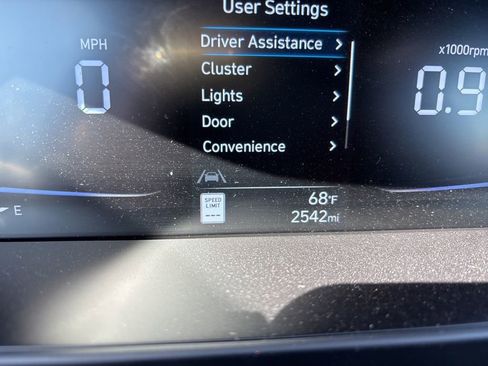 User Settings
MPH
Driver Assistance
x1000rpm
0
Cluster
0.9
Lights
Door
Convenience
SPEED
LIMIT
---
68°F
E
2542mi